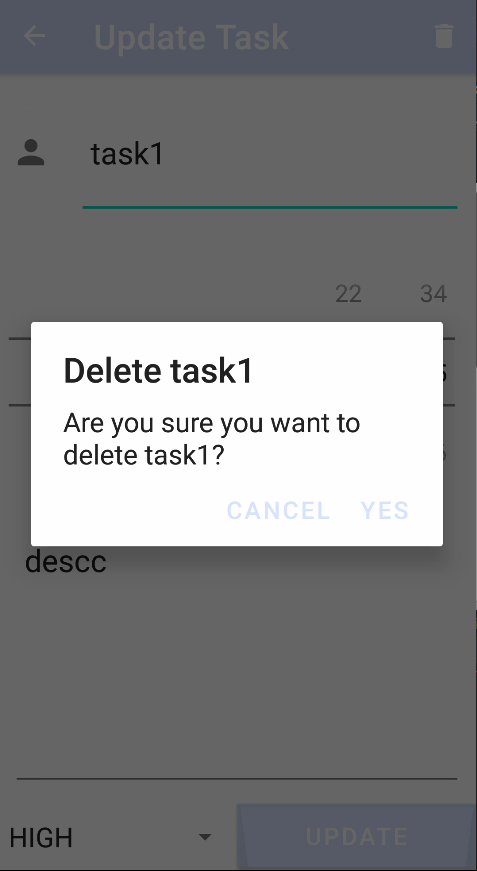 Update Task
task1
22 34
Delete task1
Are you sure you want to
delete task1?
CANCEL YES
descc
HIGH UPDATE